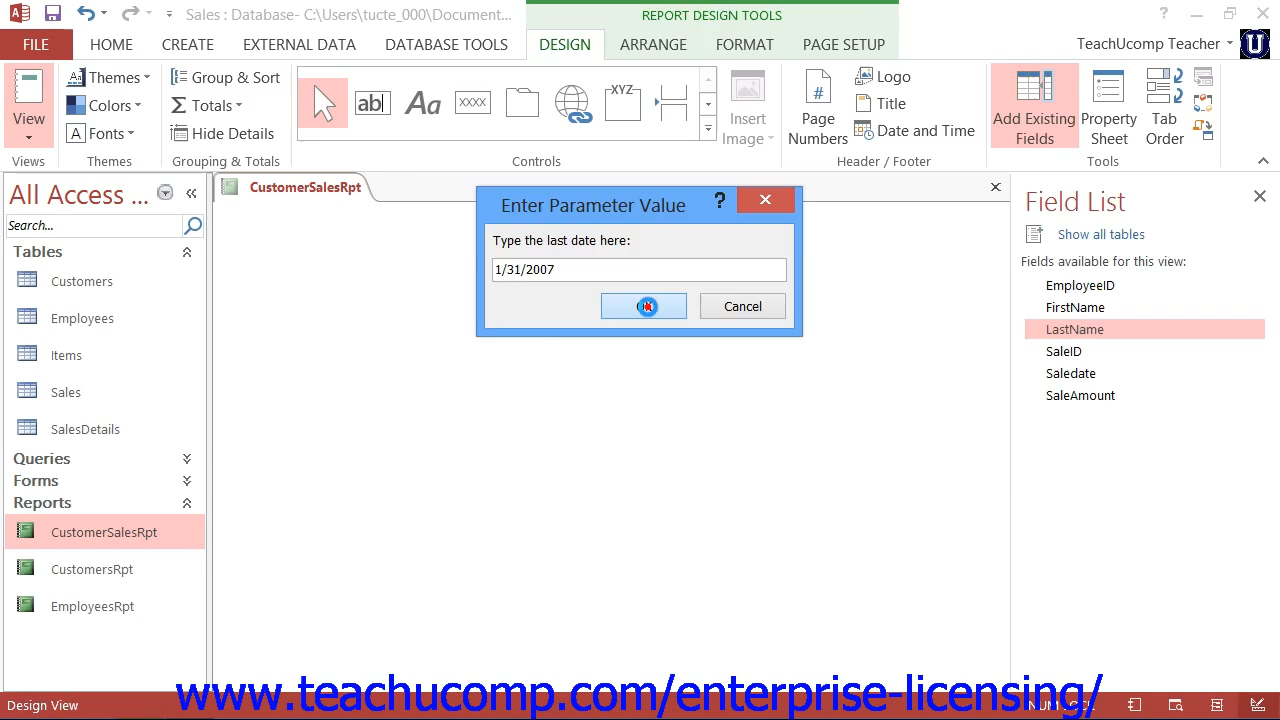 Sales : Database- C:\Users\tucte_000\Document...
REPORT DESIGN TOOLS
?
FILE
HOME
CREATE
EXTERNAL DATA
DATABASE TOOLS
DESIGN
ARRANGE
FORMAT
PAGE SETUP
TeachUcomp Teacher
View
Views
Themes
Colors
Fonts
Themes
Group & Sort
Totals
Hide Details
Grouping & Totals
ab
Aa
XXXX
XYZ
Controls
Insert
Image
Page
Numbers
Logo
Title
Date and Time
Header / Footer
Add Existing
Fields
Property
Sheet
Tab
Order
Tools
All Access ...
Search...
Tables
Customers
Employees
Items
Sales
SalesDetails
Queries
Forms
Reports
CustomerSalesRpt
CustomersRpt
EmployeesRpt
CustomerSalesRpt
Enter Parameter Value
?
Type the last date here:
1/31/2007
Cancel
Field List
Show all tables
Fields available for this view:
EmployeeID
FirstName
LastName
SaleID
Saledate
SaleAmount
www.teachucomp.com/enterprise-licensing/
Design View